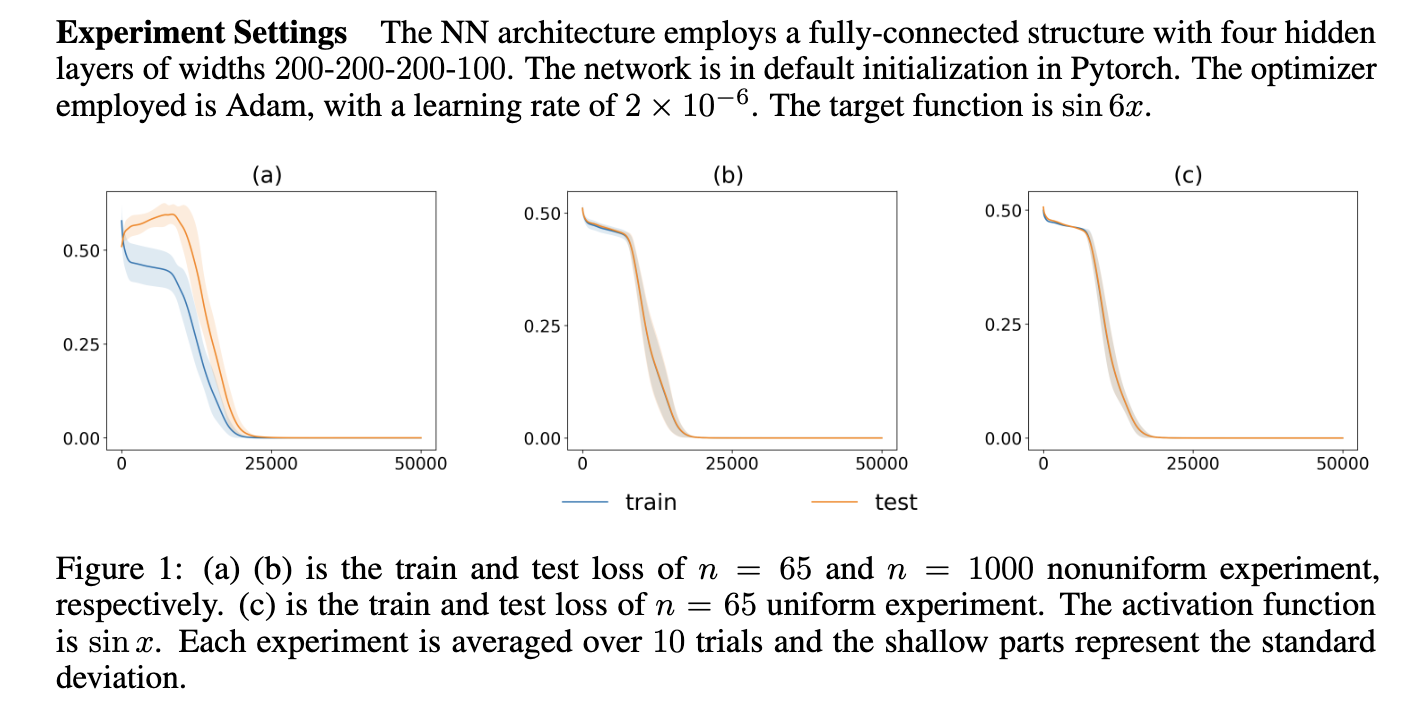 Experiment Settings The NN architecture employs a fully-connected structure with four hidden
layers of widths 200-200-200-100. The network is in default initialization in Pytorch. The optimizer
employed is Adam, with a learning rate of 2 × 10⁻⁶. The target function is sin 6x.
(a)
0.50
0.25
0.00
0 25000 50000
(b)
0.50
0.25
0.00
0 25000 50000
(c)
0.50
0.25
0.00
0 25000 50000
train test
Figure 1: (a) (b) is the train and test loss of n = 65 and n = 1000 nonuniform experiment,
respectively. (c) is the train and test loss of n = 65 uniform experiment. The activation function
is sin x. Each experiment is averaged over 10 trials and the shallow parts represent the standard
deviation.